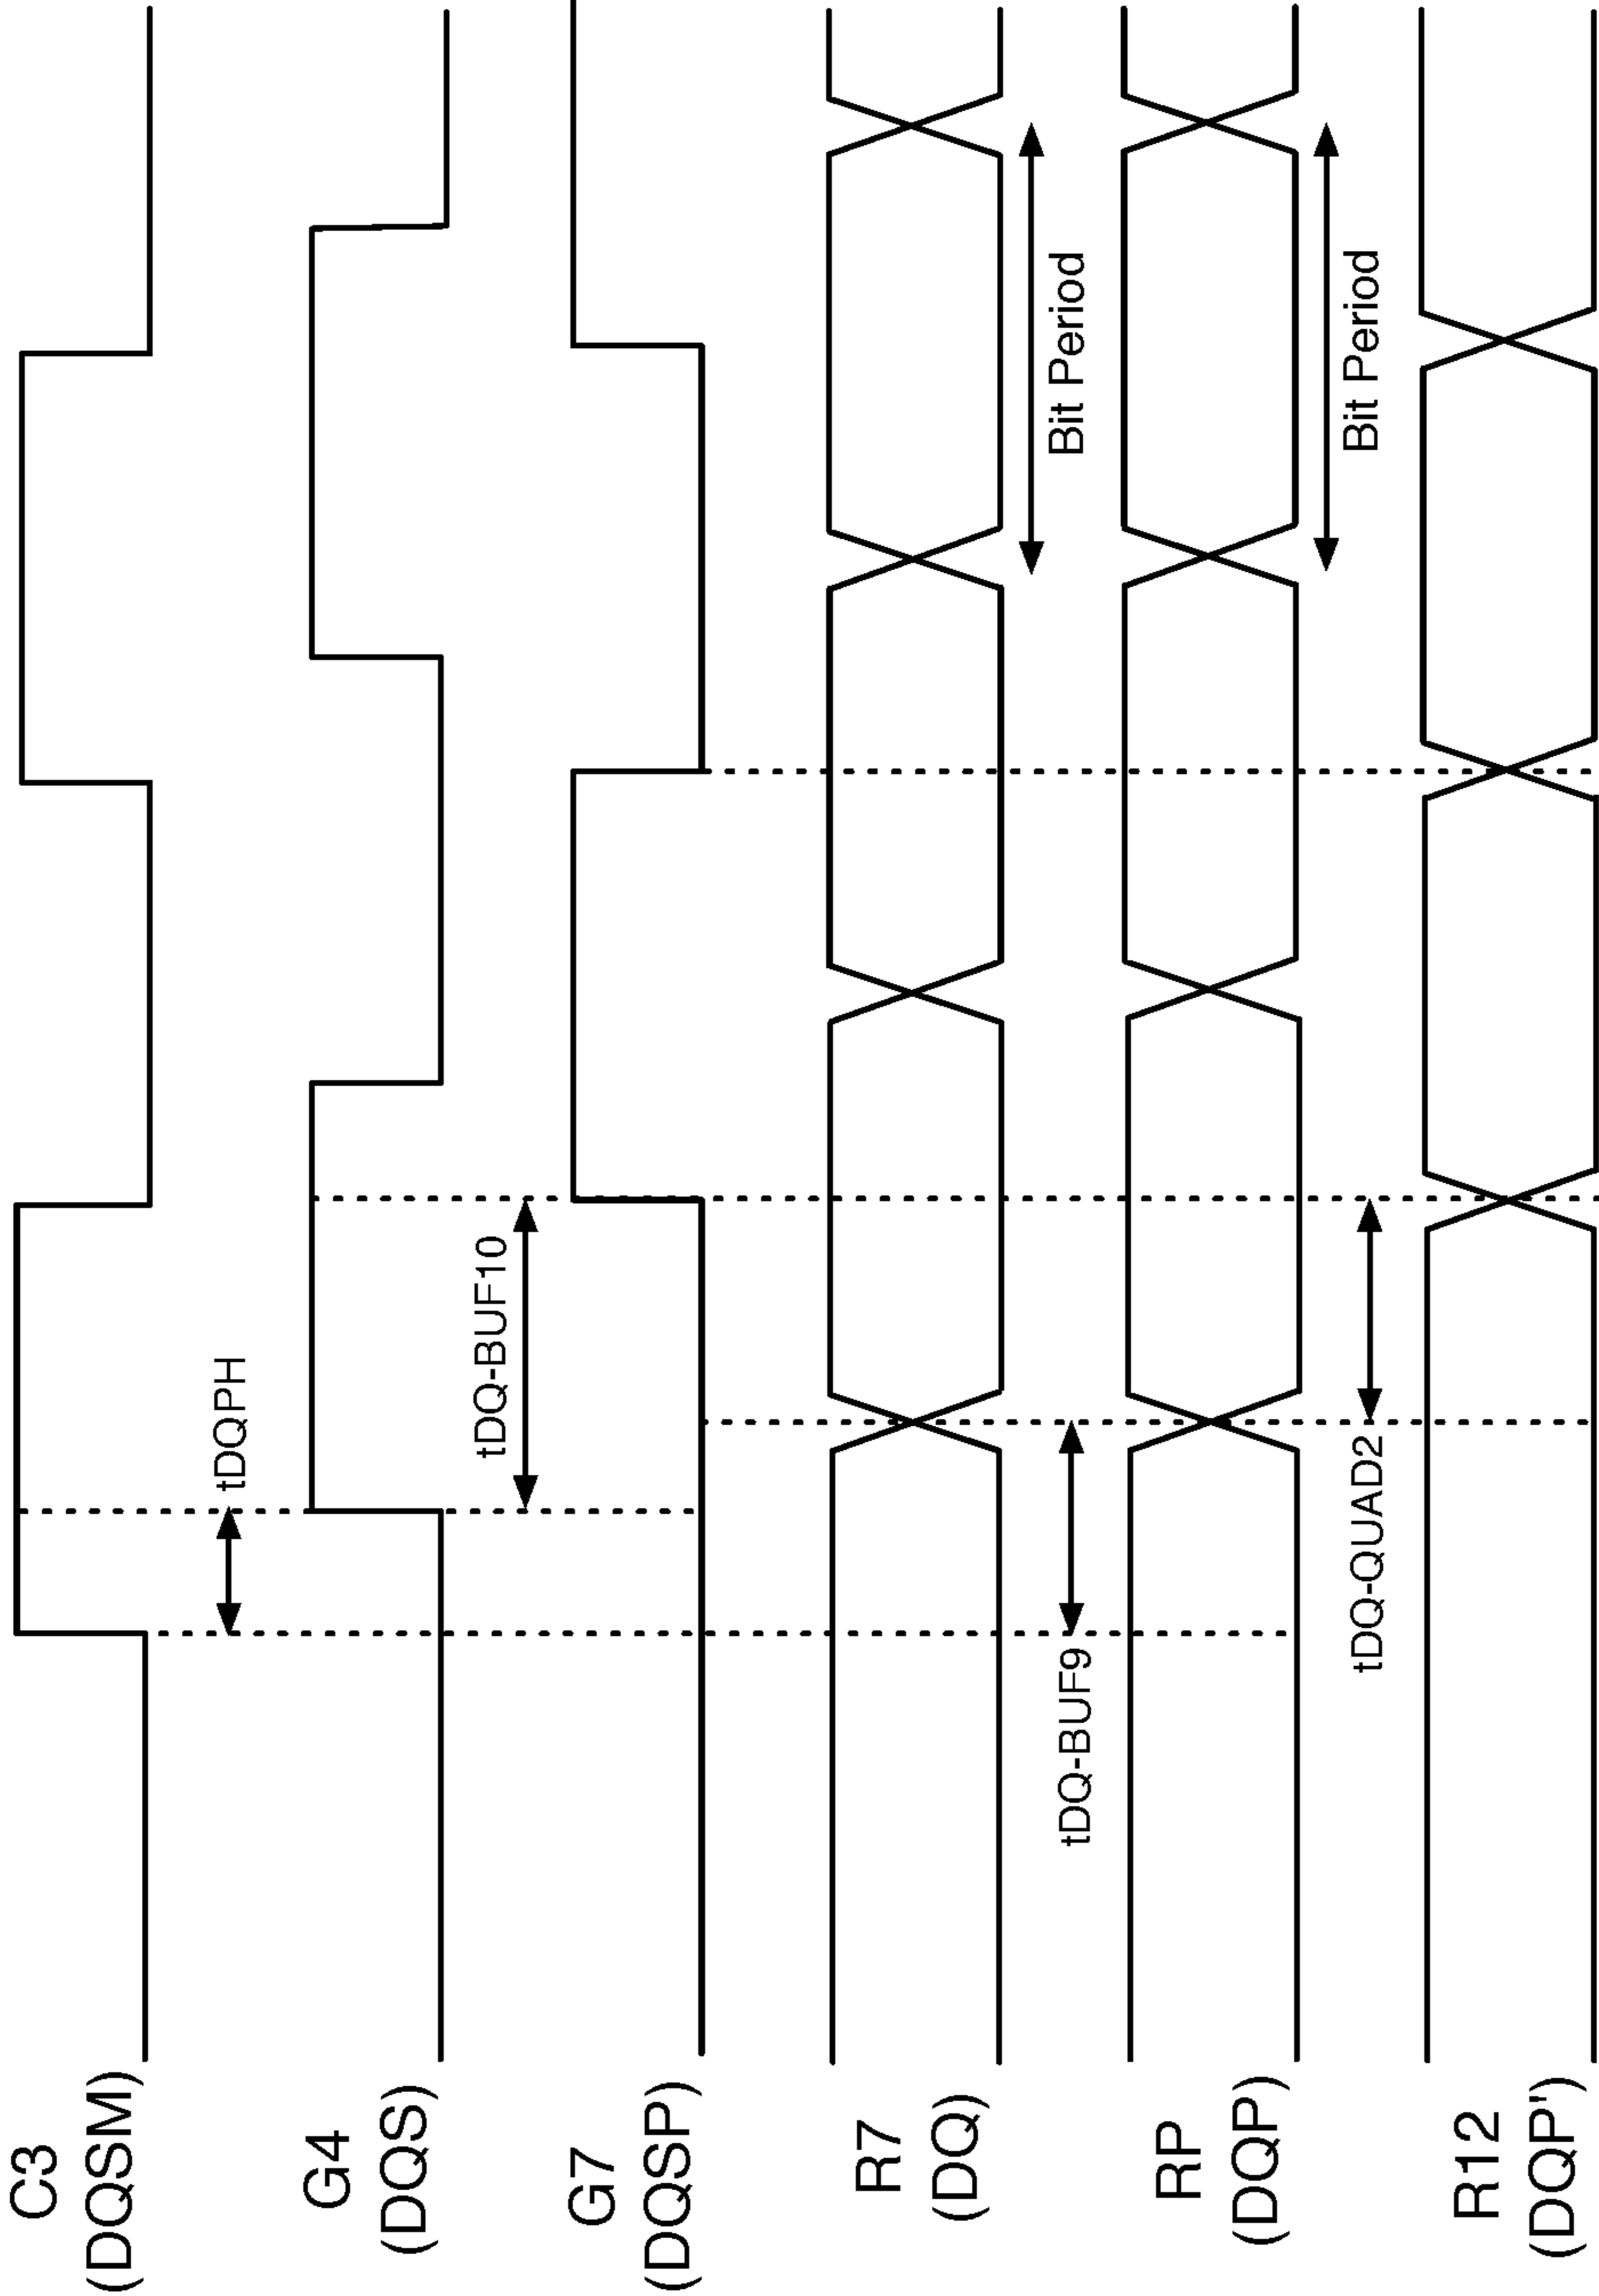 C3
(DQSM)
tDQPH
G4
(DQS)
tDQ-BUF10
G7
(DQSP)
R7
(DQ)
Bit Period
tDQ-BUF9
RP
(DQP)
Bit Period
tDQ-QUAD2
R12
(DQP')